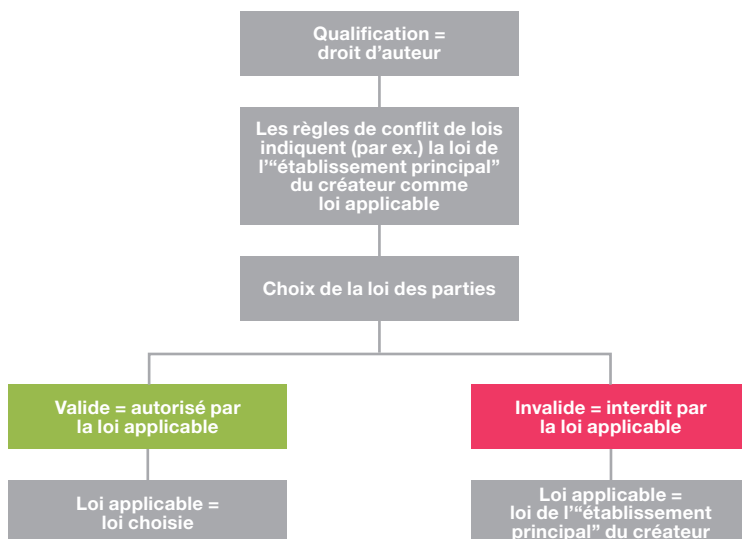 Qualification =
droit d’auteur
Les règles de conflit de lois
indiquent (par ex.) la loi de
l’“établissement principal”
du créateur comme
loi applicable
Choix de la loi des parties
Valide = autorisé par
la loi applicable
Invalide = interdit par
la loi applicable
Loi applicable =
loi choisie
Loi applicable =
loi de l’“établissement
principal” du créateur